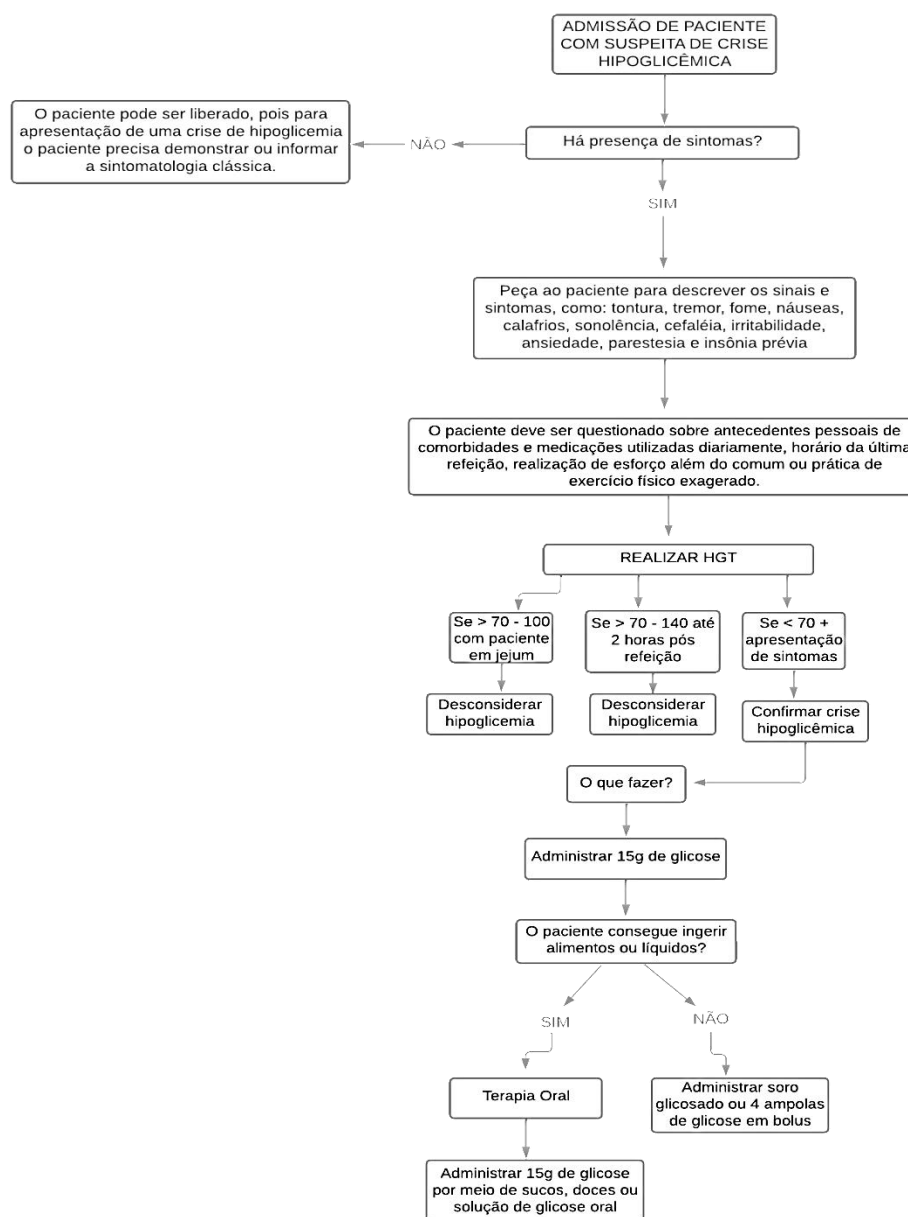 ADMISSÃO DE PACIENTE
COM SUSPEITA DE CRISE
HIPOGLICÊMICA
O paciente pode ser liberado, pois para
apresentação de uma crise de hipoglicemia
o paciente precisa demonstrar ou informar
a sintomatologia clássica.
NÃO
Há presença de sintomas?
SIM
Peça ao paciente para descrever os sinais e
sintomas, como: tontura, tremor, fome, náuseas,
calafrios, sonolência, cefaléia, irritabilidade,
ansiedade, parestesia e insônia prévia
O paciente deve ser questionado sobre antecedentes pessoais de
comorbidades e medicações utilizadas diariamente, horário da última
refeição, realização de esforço além do comum ou prática de
exercício físico exagerado.
REALIZAR HGT
Se > 70 - 100
com paciente
em jejum
Se > 70 - 140 até
2 horas pós
refeição
Se < 70 +
apresentação
de sintomas
Desconsiderar
hipoglicemia
Desconsiderar
hipoglicemia
Confirmar crise
hipoglicêmica
O que fazer?
Administrar 15g de glicose
O paciente consegue ingerir
alimentos ou líquidos?
SIM
NÃO
Terapia Oral
Administrar soro
glicosado ou 4 ampolas
de glicose em bolus
Administrar 15g de glicose
por meio de sucos, doces ou
solução de glicose oral